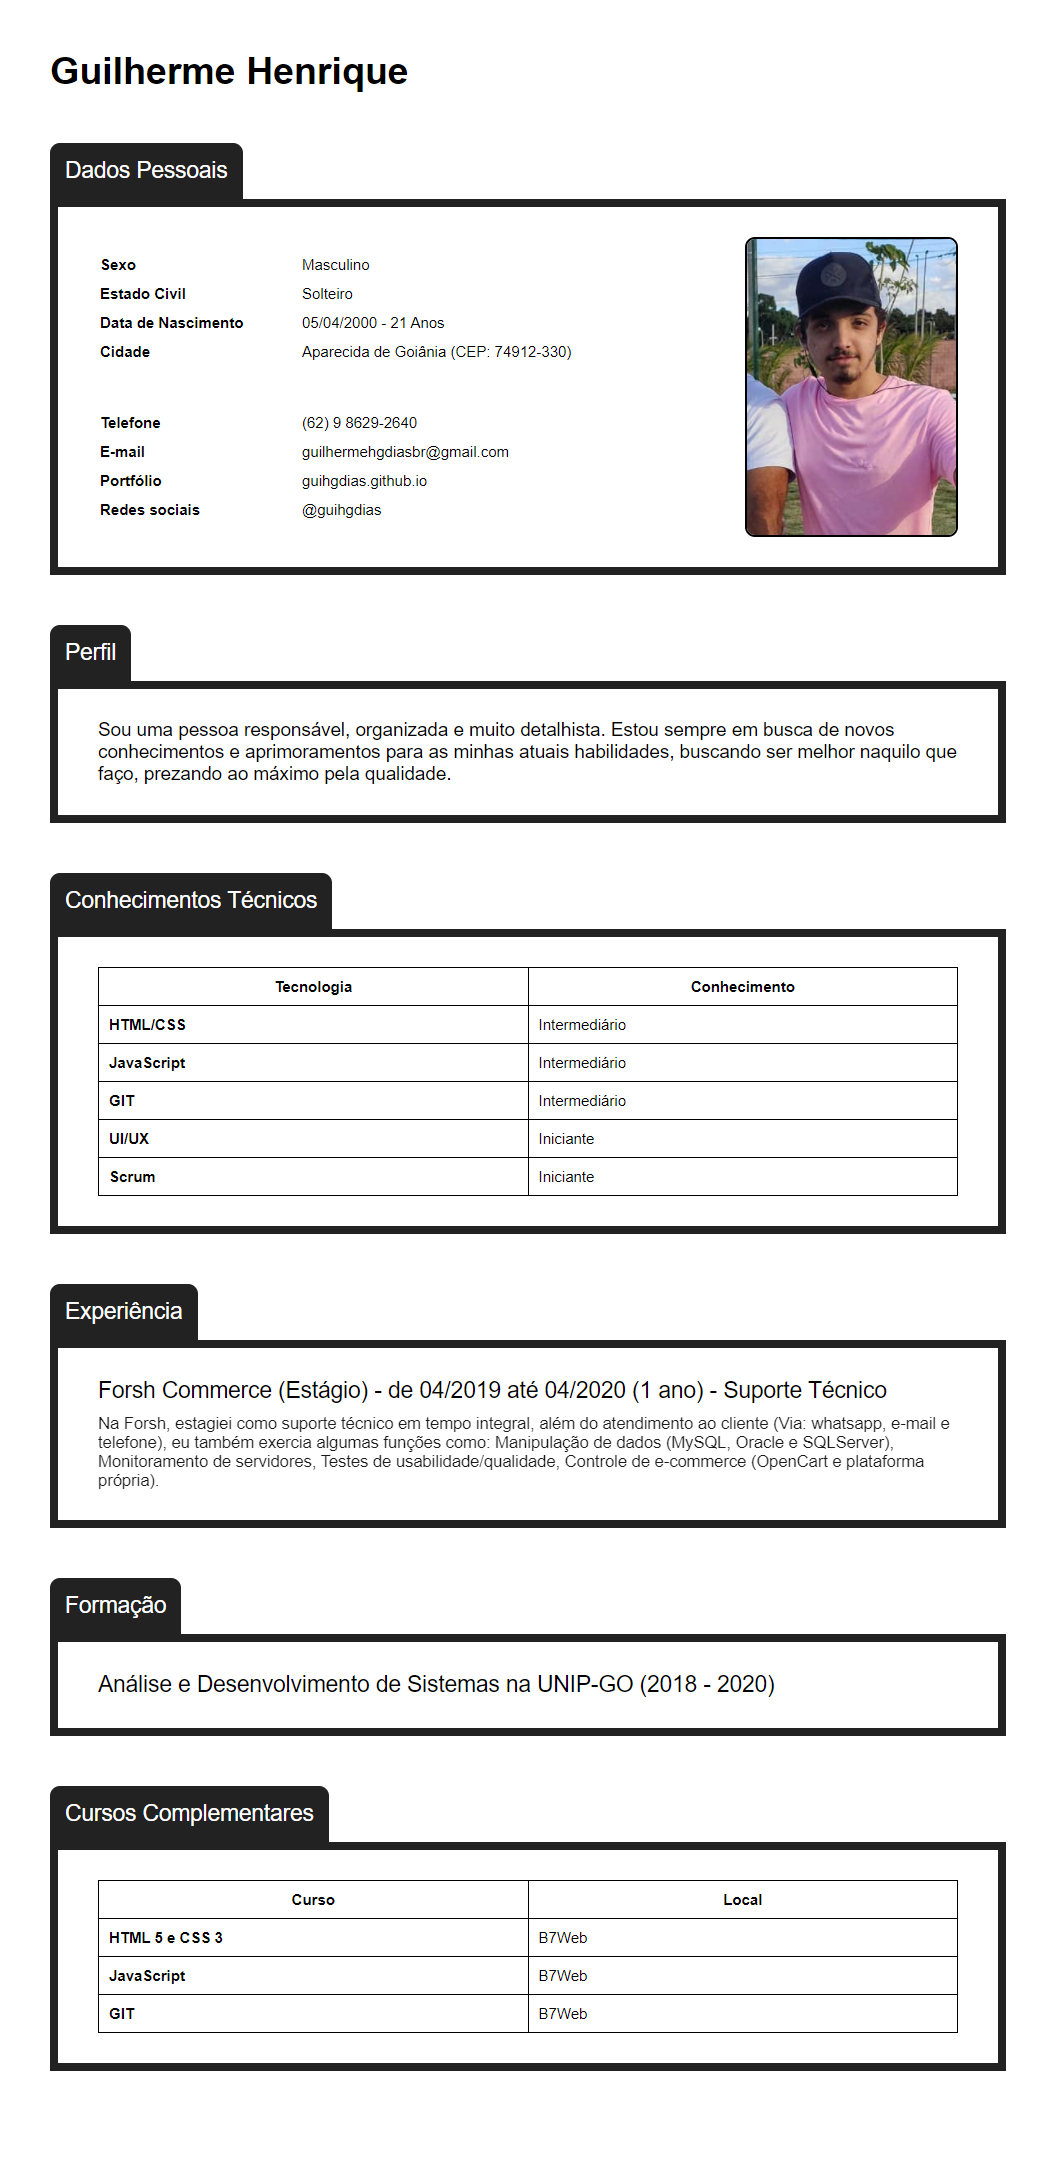 Guilherme Henrique
Dados Pessoais
Sexo Masculino
Estado Civil Solteiro
Data de Nascimento 05/04/2000 - 21 Anos
Cidade Aparecida de Goiânia (CEP: 74912-330)
Telefone (62) 9 8629-2640
E-mail guilhermehgdiasbr@gmail.com
Portfólio guihgdias.github.io
Redes sociais @guihgdias
Perfil
Sou uma pessoa responsável, organizada e muito detalhista. Estou sempre em busca de novos
conhecimentos e aprimoramentos para as minhas atuais habilidades, buscando ser melhor naquilo que
faço, prezando ao máximo pela qualidade.
Conhecimentos Técnicos
Tecnologia Conhecimento
HTML/CSS Intermediário
JavaScript Intermediário
GIT Intermediário
UI/UX Iniciante
Scrum Iniciante
Experiência
Forsh Commerce (Estágio) - de 04/2019 até 04/2020 (1 ano) - Suporte Técnico
Na Forsh, estagiei como suporte técnico em tempo integral, além do atendimento ao cliente (Via: whatsapp, e-mail e
telefone), eu também exercia algumas funções como: Manipulação de dados (MySQL, Oracle e SQLServer),
Monitoramento de servidores, Testes de usabilidade/qualidade, Controle de e-commerce (OpenCart e plataforma
própria).
Formação
Análise e Desenvolvimento de Sistemas na UNIP-GO (2018 - 2020)
Cursos Complementares
Curso Local
HTML 5 e CSS 3 B7Web
JavaScript B7Web
GIT B7Web